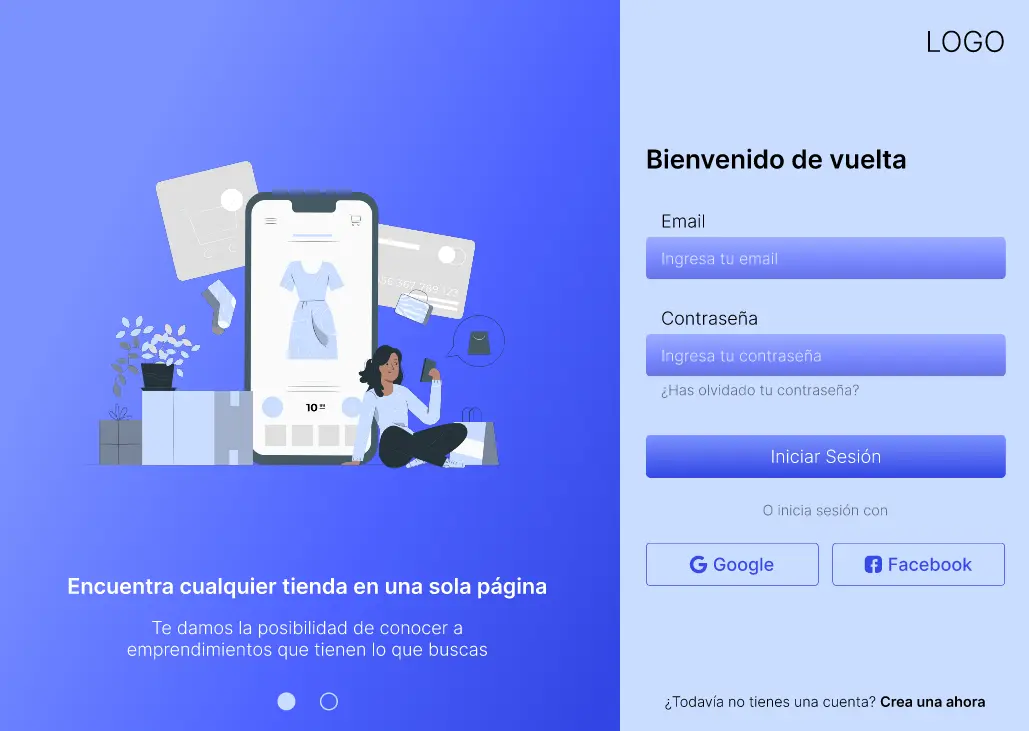 LOGO
Bienvenido de vuelta
Email
Ingresa tu email
Contraseña
Ingresa tu contraseña
¿Has olvidado tu contraseña?
Iniciar Sesión
O inicia sesión con
Google
Facebook
¿Todavía no tienes una cuenta? Crea una ahora
10
Encuentra cualquier tienda en una sola página
Te damos la posibilidad de conocer a
emprendimientos que tienen lo que buscas